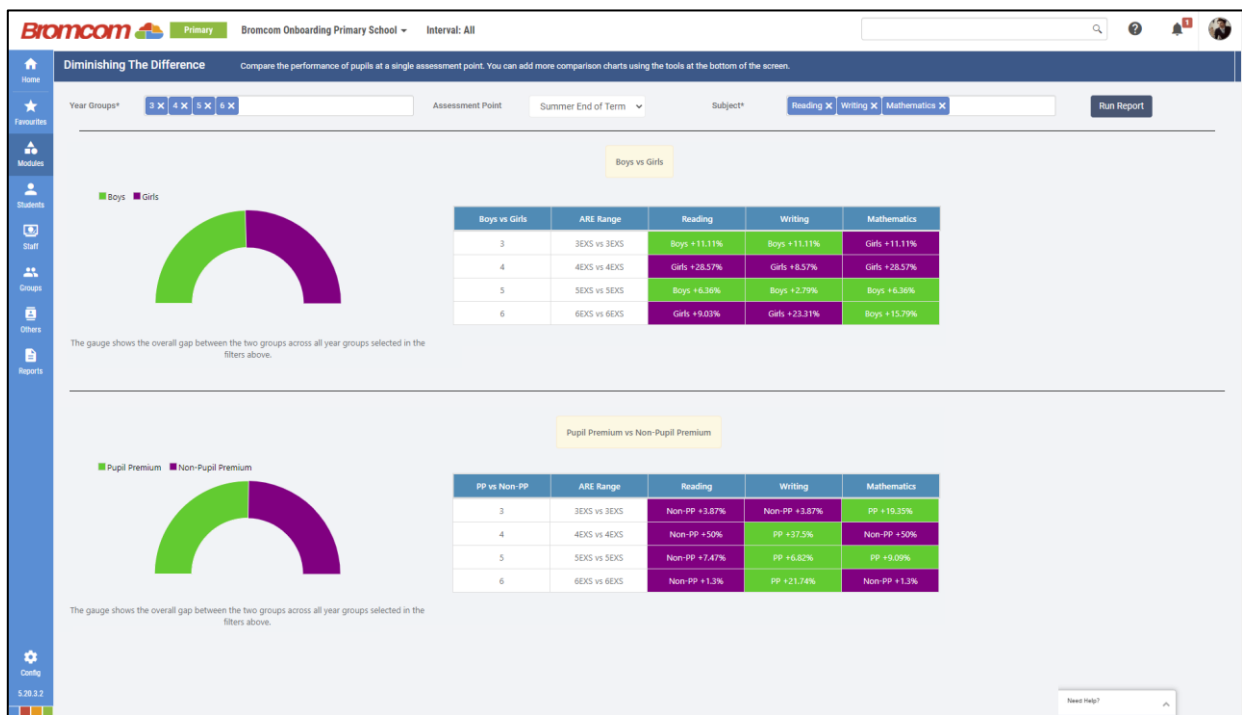 Bromcom Primary Bromcom Onboarding Primary School Interval: All 1
Home
Favourites
Modules
Students
Staff
Groups
Others
Reports
Config
5.20.3.2
Diminishing The Difference Compare the performance of pupils at a single assessment point. You can add more comparison charts using the tools at the bottom of the screen.
Year Groups* 3 X 4 X 5 X 6 X Assessment Point Summer End of Term Subject* Reading X Writing X Mathematics X Run Report
Boys vs Girls
Boys Girls
Boys vs Girls ARE Range Reading Writing Mathematics
3 3EXS vs 3EXS Boys +11.11% Boys +11.11% Girls +11.11%
4 4EXS vs 4EXS Girls +28.57% Girls +8.57% Girls +28.57%
5 5EXS vs 5EXS Boys +6.36% Boys +2.79% Boys +6.36%
6 6EXS vs 6EXS Girls +9.03% Girls +23.31% Boys +15.79%
The gauge shows the overall gap between the two groups across all year groups selected in the
filters above.
Pupil Premium vs Non-Pupil Premium
Pupil Premium Non-Pupil Premium
PP vs Non-PP ARE Range Reading Writing Mathematics
3 3EXS vs 3EXS Non-PP +3.87% Non-PP +3.87% PP +19.35%
4 4EXS vs 4EXS Non-PP +50% PP +37.5% Non-PP +50%
5 5EXS vs 5EXS Non-PP +7.47% PP +6.82% PP +9.09%
6 6EXS vs 6EXS Non-PP +1.3% PP +21.74% Non-PP +1.3%
The gauge shows the overall gap between the two groups across all year groups selected in the
filters above.
Need Help?